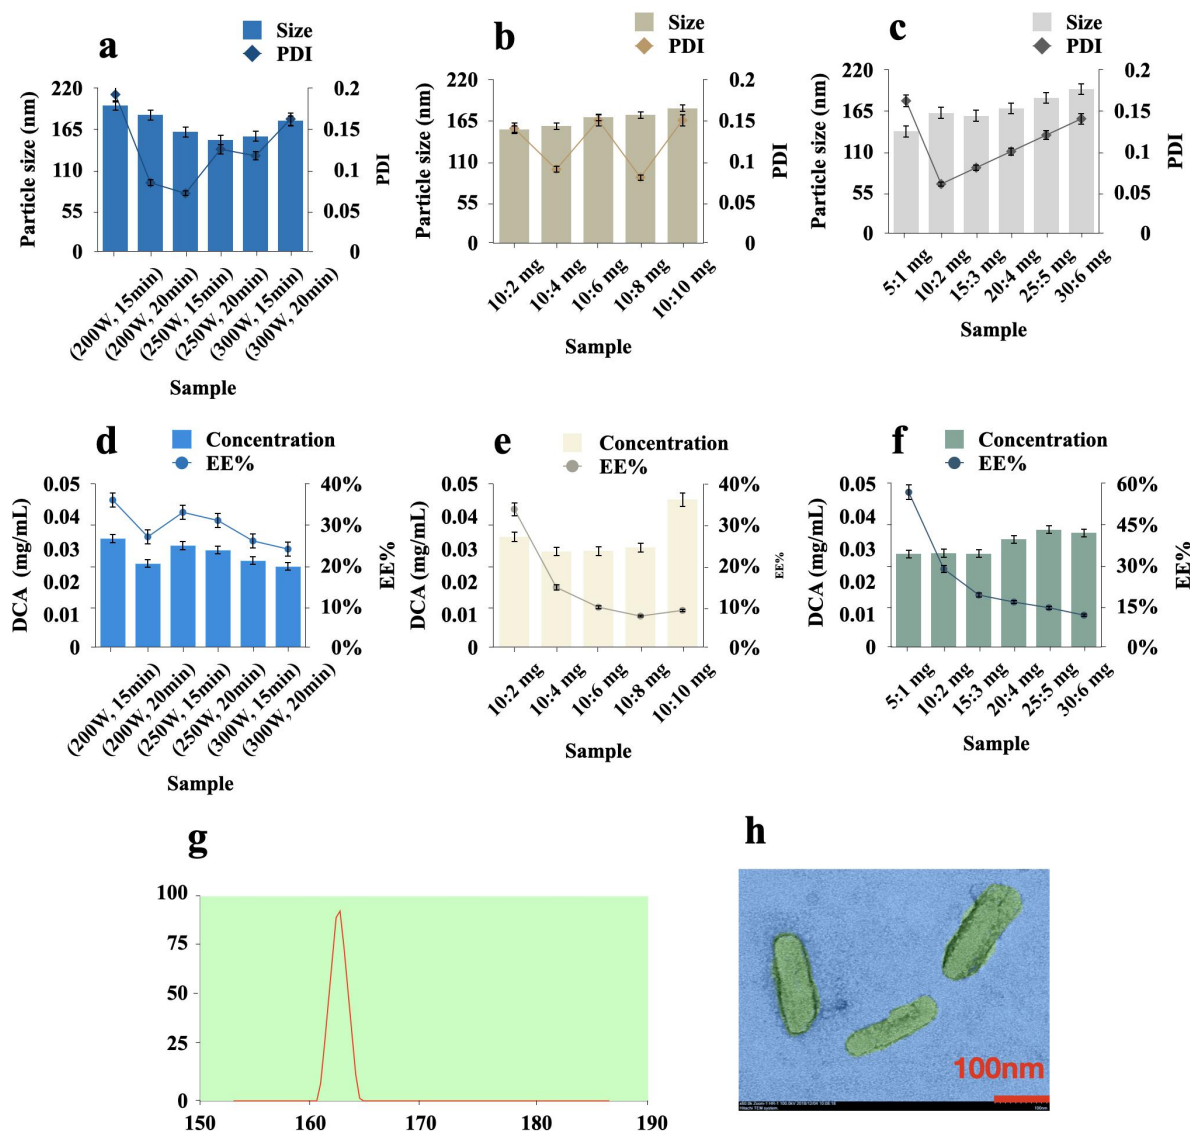 a
Size
PDI
Particle size (nm)
220
165
110
55
0
0.2
0.15
0.1
0.05
0
PDI
(200W, 15min)
(200W, 20min)
(250W, 15min)
(250W, 20min)
(300W, 15min)
(300W, 20min)
Sample
b
Size
PDI
Particle size (nm)
220
165
110
55
0
0.2
0.15
0.1
0.05
0
PDI
10:2 mg
10:4 mg
10:6 mg
10:8 mg
10:10 mg
Sample
c
Size
PDI
Particle size (nm)
220
165
110
55
0
0.2
0.15
0.1
0.05
0
PDI
5:1 mg
10:2 mg
15:3 mg
20:4 mg
25:5 mg
30:6 mg
Sample
d
Concentration
EE%
DCA (mg/mL)
0.05
0.04
0.03
0.02
0.01
0
40%
30%
20%
10%
0%
EE%
(200W, 15min)
(200W, 20min)
(250W, 15min)
(250W, 20min)
(300W, 15min)
(300W, 20min)
Sample
e
Concentration
EE%
DCA (mg/mL)
0.05
0.04
0.03
0.02
0.01
0
40%
30%
20%
10%
0%
EE%
10:2 mg
10:4 mg
10:6 mg
10:8 mg
10:10 mg
Sample
f
Concentration
EE%
DCA (mg/mL)
0.05
0.04
0.03
0.02
0.01
0
60%
45%
30%
15%
0%
EE%
5:1 mg
10:2 mg
15:3 mg
20:4 mg
25:5 mg
30:6 mg
Sample
g
100
75
50
25
0
150
160
170
180
190
h
100nm
Hitachi TEM system.
100nm